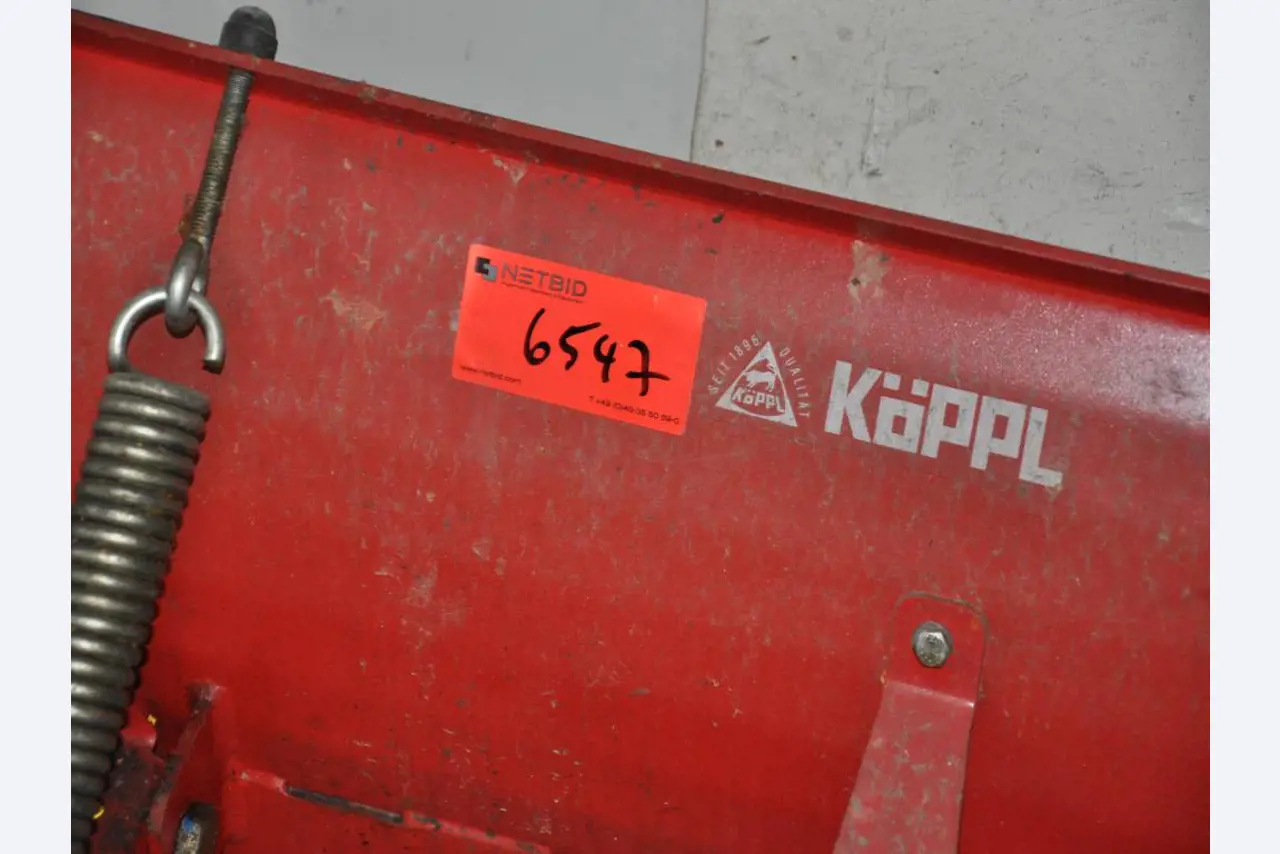 NETBID
6547
www.netbid.com
SEIT 1896 QUALITÄT
KÖPPL
KÖPPL